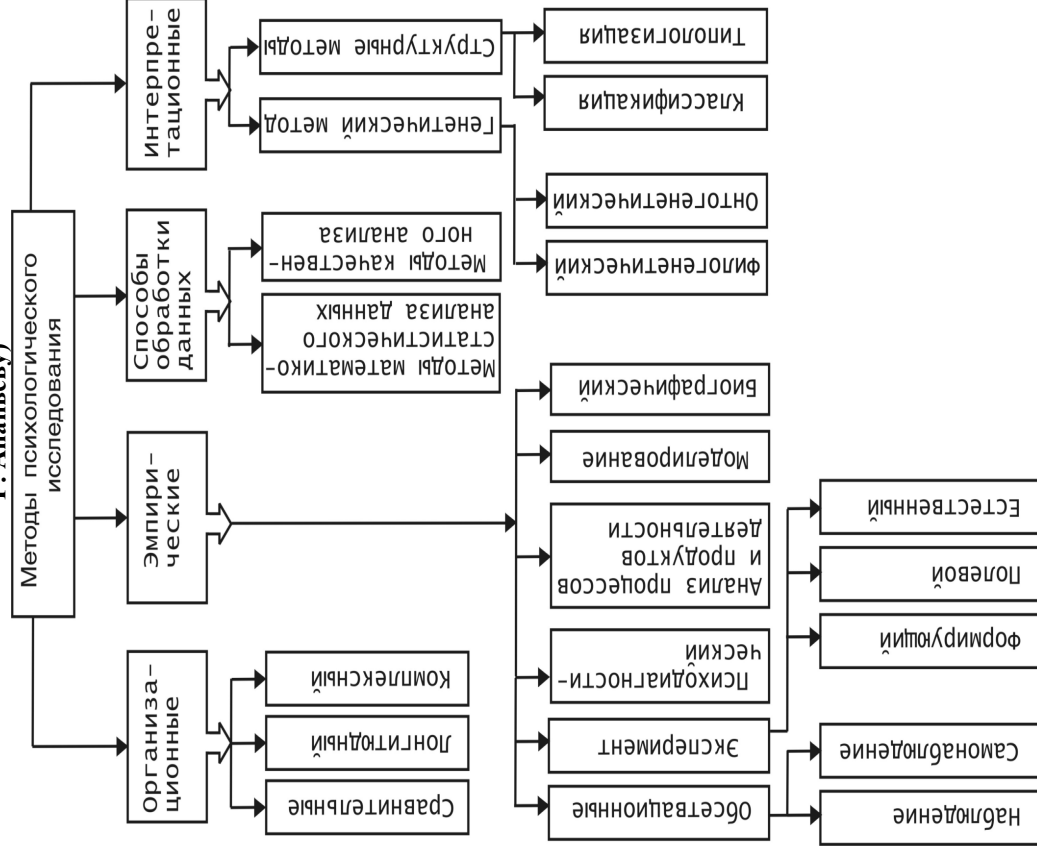 Г. Ананьеву)
Методы психологического
исследования
Организа–
ционные
Эмпири–
ческие
Способы
обработки
данных
Интерпре–
тационные
Сравнительные
Лонгитюдный
Комплексный
Методы математико–
статистического
анализа данных
Методы качествен–
ного анализа
Генетический метод
Структурные методы
Обсетвационные
Эксперимент
Психодиагности–
ческий
Анализ процессов
и продуктов
деятельности
Моделирование
Биографический
Филогенетический
Онтогенетический
Классификация
Типологизация
Наблюдение
Самонаблюдение
Формирующий
Полевой
Естественный